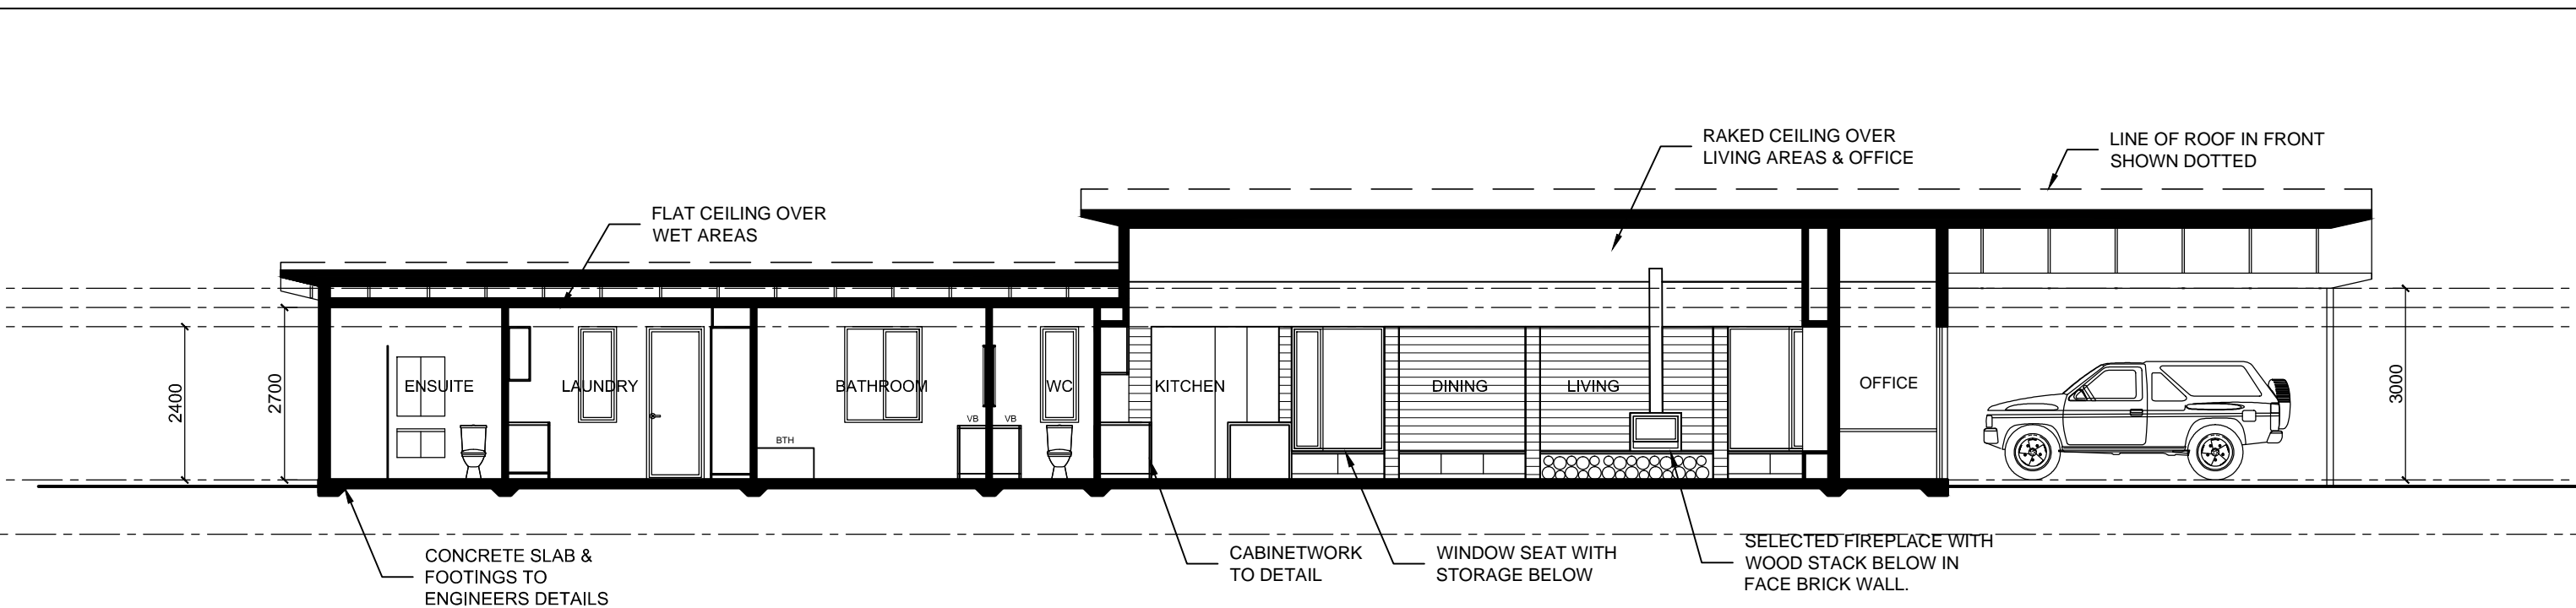 RAKED CEILING OVER
LIVING AREAS & OFFICE
LINE OF ROOF IN FRONT
SHOWN DOTTED
FLAT CEILING OVER
WET AREAS
2400
2700
3000
ENSUITE
LAUNDRY
BATHROOM
WC
KITCHEN
DINING
LIVING
OFFICE
VB
VB
BTH
CONCRETE SLAB &
FOOTINGS TO
ENGINEERS DETAILS
CABINETWORK
TO DETAIL
WINDOW SEAT WITH
STORAGE BELOW
SELECTED FIREPLACE WITH
WOOD STACK BELOW IN
FACE BRICK WALL.